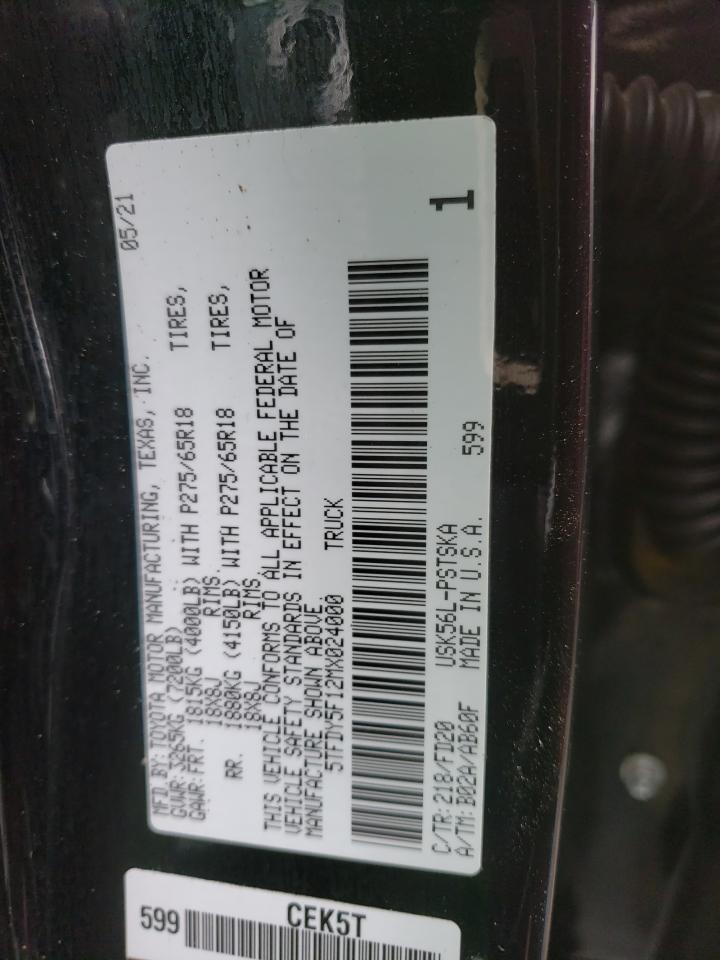 MFD. BY: TOYOTA MOTOR MANUFACTURING, TEXAS, INC. 05/21
GVWR: 3265KG (7200LB)
GAWR: FRT. 1815KG (4000LB) WITH P275/65R18 TIRES,
18X8J RIMS.
RR. 1880KG (4150LB) WITH P275/65R18 TIRES,
18X8J RIMS
THIS VEHICLE CONFORMS TO ALL APPLICABLE FEDERAL MOTOR
VEHICLE SAFETY STANDARDS IN EFFECT ON THE DATE OF
MANUFACTURE SHOWN ABOVE
5TFDY5F12MX024000 TRUCK
C/TR: 218/FD20 USK56L-PSTSKA
A/TM: B02A/AB60F MADE IN U.S.A. 599
1
CEK5T
599